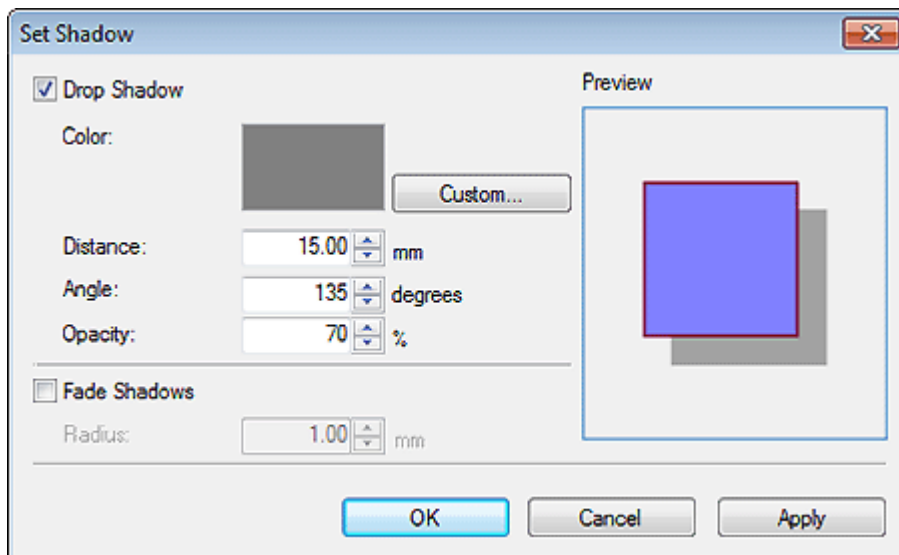 Set Shadow
Drop Shadow
Preview
Color:
Custom...
Distance: 15.00 mm
Angle: 135 degrees
Opacity: 70 %
Fade Shadows
Radius: 1.00 mm
OK Cancel Apply